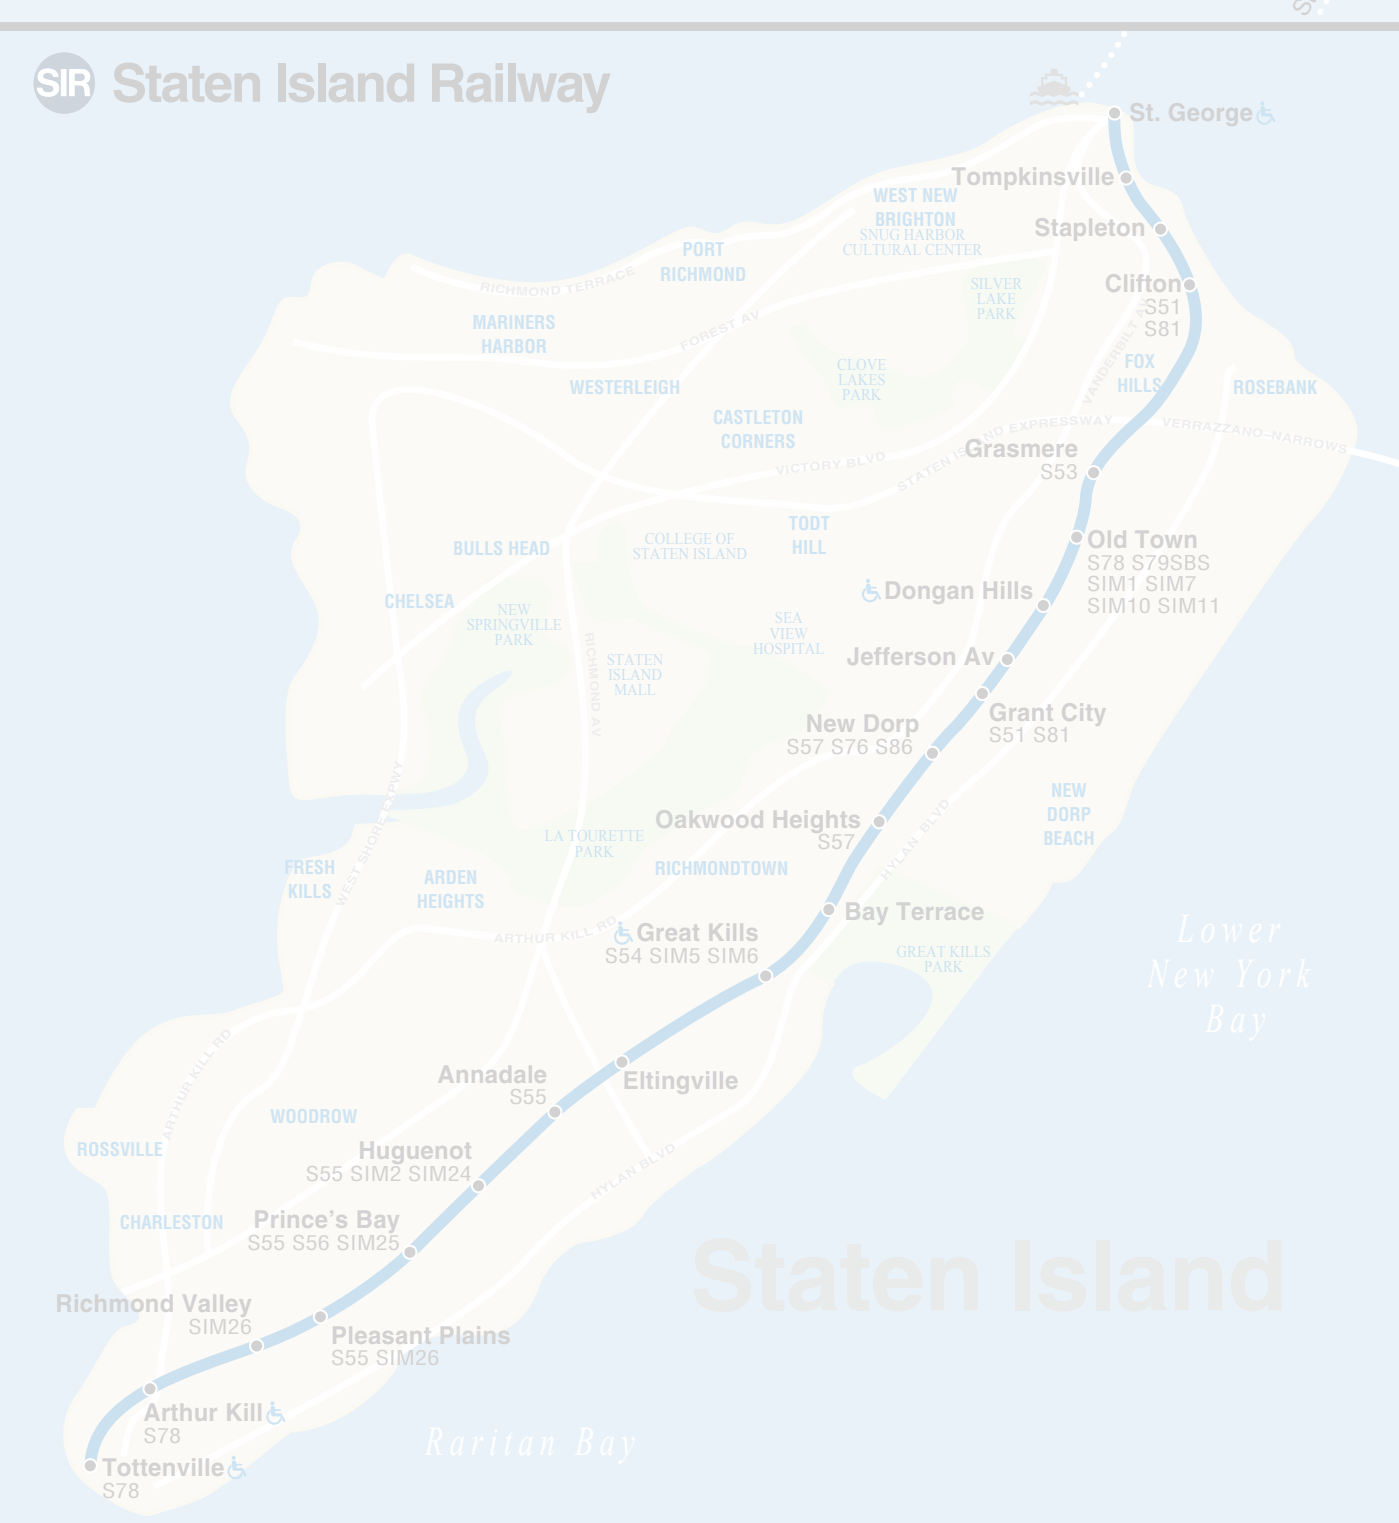 SIR Staten Island Railway
St. George
Tompkinsville
WEST NEW
BRIGHTON
SNUG HARBOR
CULTURAL CENTER
Stapleton
PORT
RICHMOND
RICHMOND TERRACE
Clifton
S51
S81
SILVER
LAKE
PARK
MARINERS
HARBOR
FOREST AV
VANDERBILT AV
FOX
HILLS
CLOVE
LAKES
PARK
WESTERLEIGH
ROSEBANK
CASTLETON
CORNERS
STATEN ISLAND EXPRESSWAY
VERRAZZANO-NARROWS
VICTORY BLVD
Grasmere
S53
TODT
HILL
COLLEGE OF
STATEN ISLAND
BULLS HEAD
Old Town
S78 S79SBS
SIM1 SIM7
SIM10 SIM11
Dongan Hills
CHELSEA
NEW
SPRINGVILLE
PARK
SEA
VIEW
HOSPITAL
RICHMOND AV
STATEN
ISLAND
MALL
Jefferson Av
Grant City
S51 S81
New Dorp
S57 S76 S86
WEST SHORE EXPWY
NEW
DORP
BEACH
Oakwood Heights
S57
HYLAN BLVD
LA TOURETTE
PARK
RICHMONDTOWN
FRESH
KILLS
ARDEN
HEIGHTS
Bay Terrace
ARTHUR KILL RD
Great Kills
S54 SIM5 SIM6
GREAT KILLS
PARK
Lower
New York
Bay
ARTHUR KILL RD
Annadale
S55
Eltingville
WOODROW
ROSSVILLE
Huguenot
S55 SIM2 SIM24
HYLAN BLVD
CHARLESTON
Prince’s Bay
S55 S56 SIM25
Staten Island
Richmond Valley
SIM26
Pleasant Plains
S55 SIM26
Arthur Kill
S78
Raritan Bay
Tottenville
S78